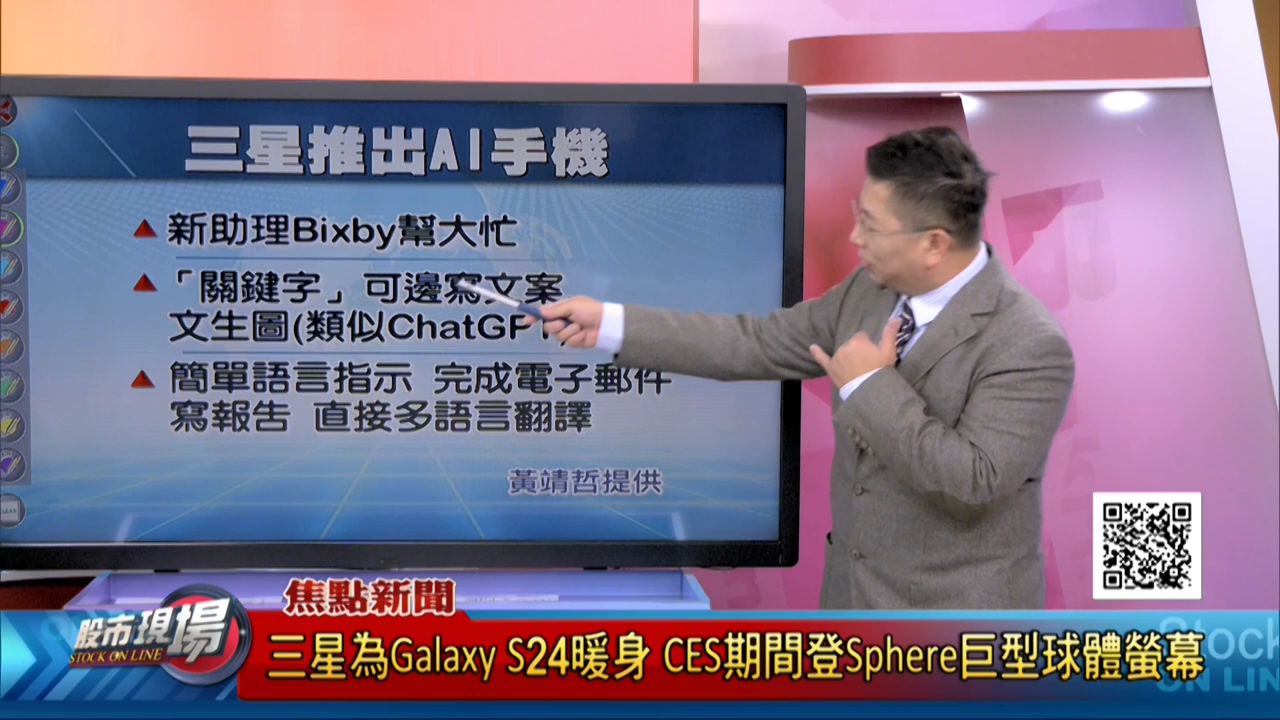 三星推出AI手機
新助理Bixby幫大忙
「關鍵字」可邊寫文案
文生圖(類似ChatGPT)
簡單語言指示 完成電子郵件
寫報告 直接多語言翻譯
黃靖哲提供
CLEAR
焦點新聞
股市現場
STOCK ON LINE
三星為Galaxy S24暖身 CES期間登Sphere巨型球體螢幕
Stock
ON LIN